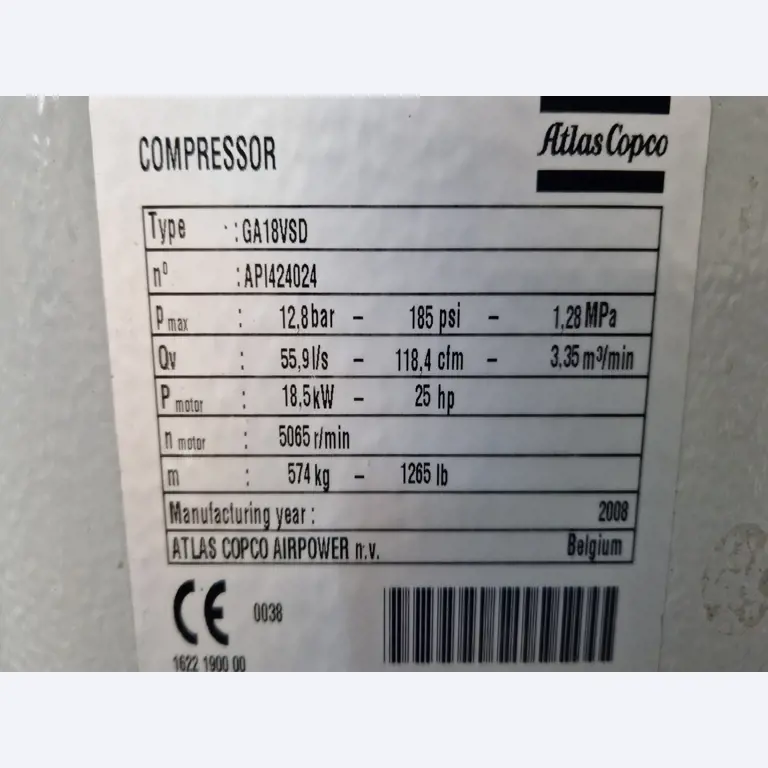 Atlas Copco
COMPRESSOR
Type : GA18VSD
nº : API424024
P max : 12,8 bar – 185 psi – 1,28 MPa
Qv : 55,9 l/s – 118,4 cfm – 3,35 m³/min
P motor : 18,5 kW – 25 hp
n motor : 5065 r/min
m : 574 kg – 1265 lb
Manufacturing year : 2008
ATLAS COPCO AIRPOWER n.v. Belgium
CE 0038
1622 1900 00